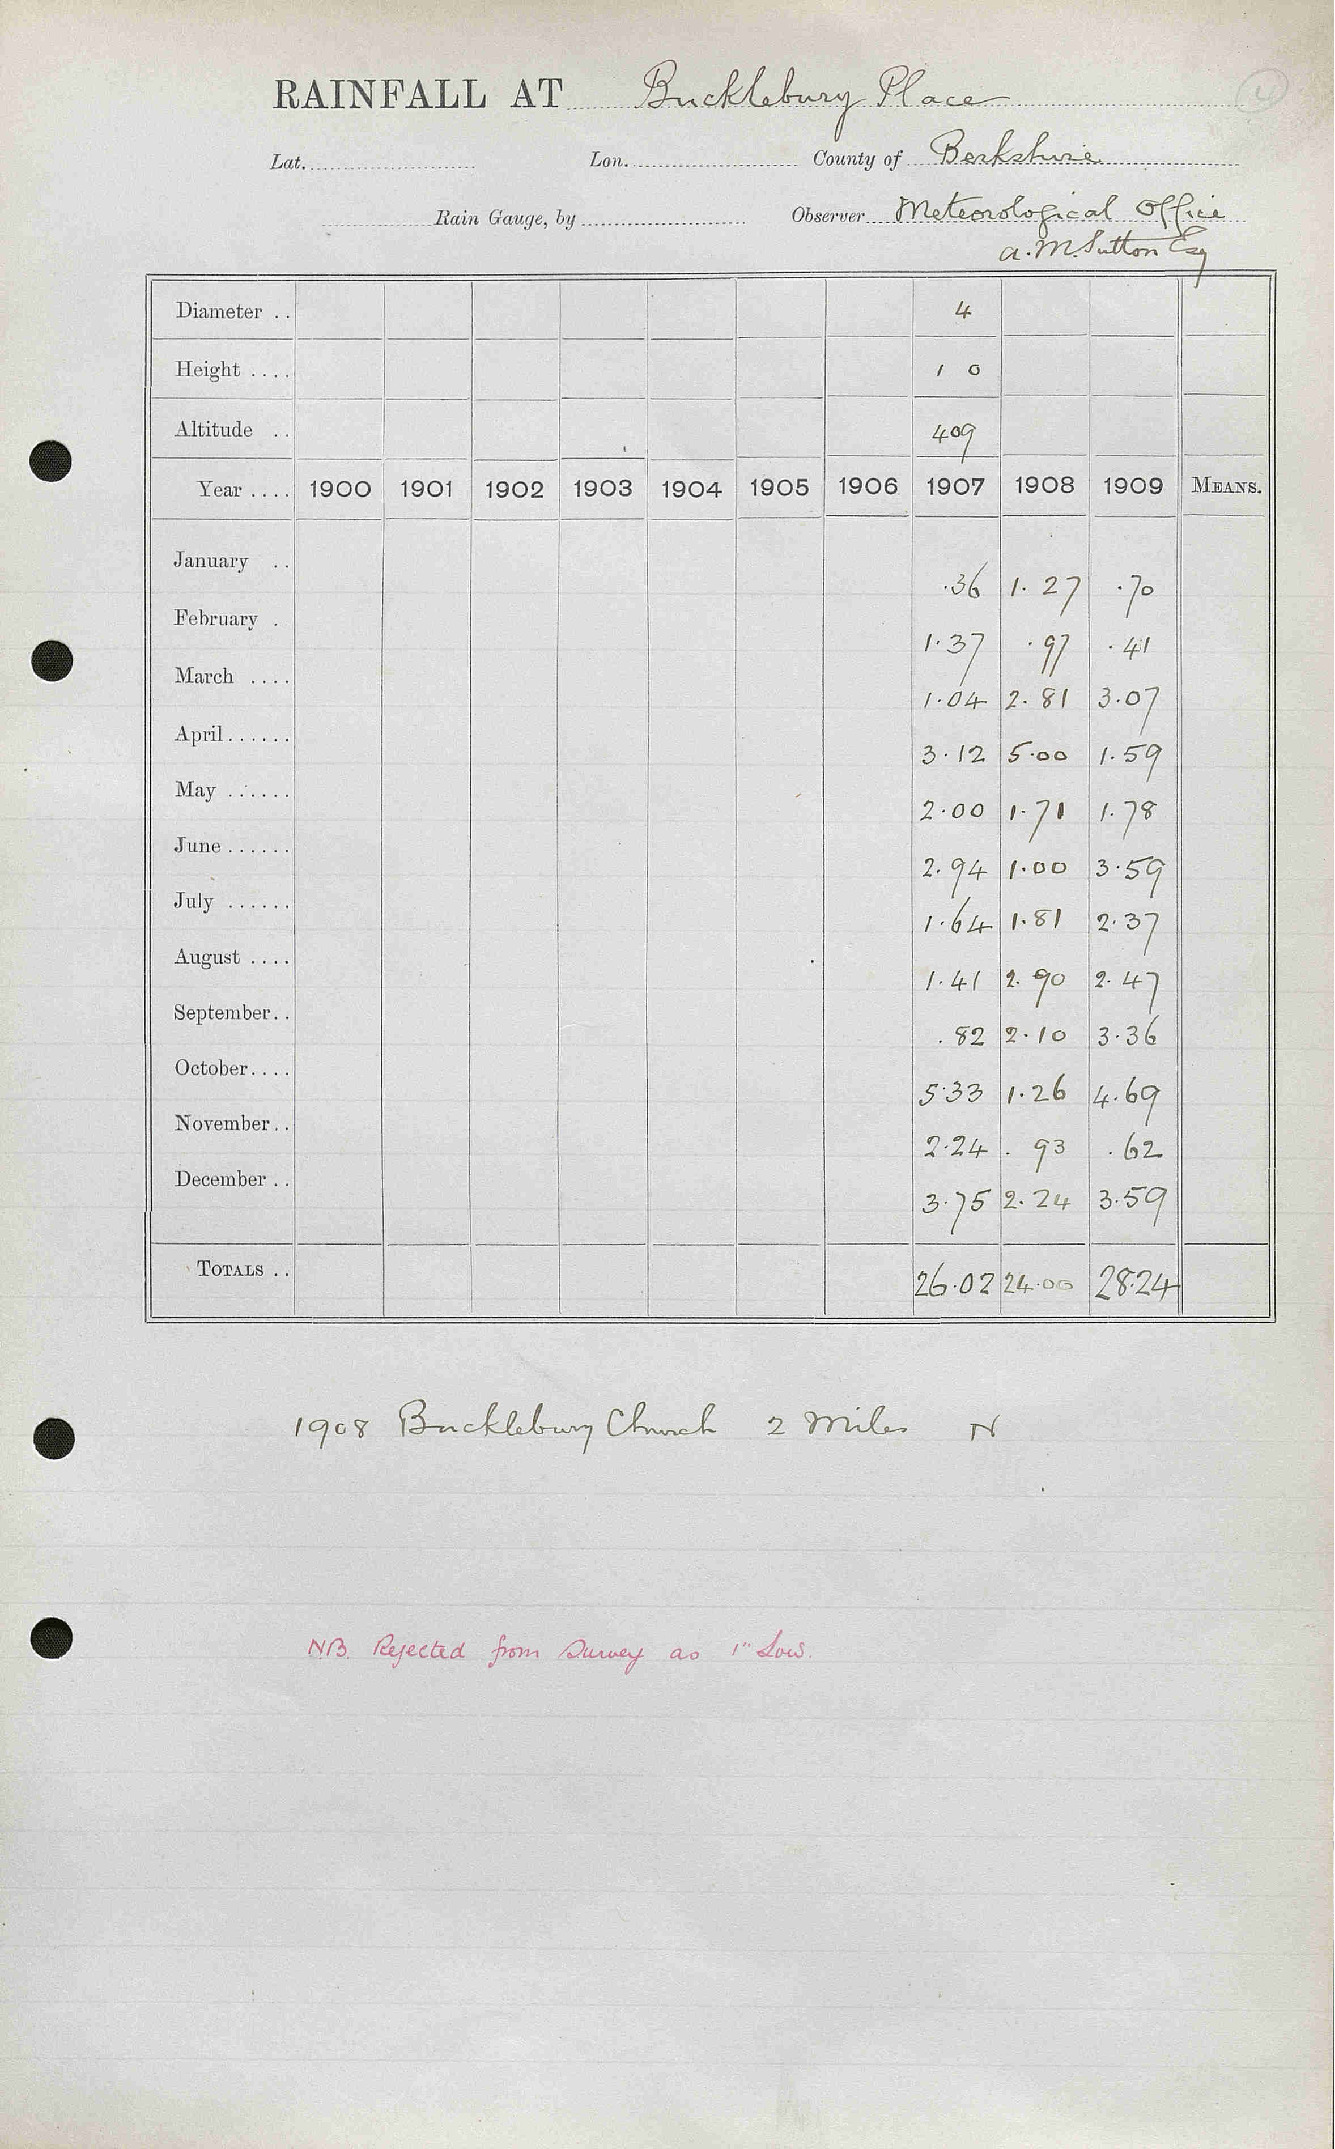 RAINFALL AT Bucklebury Place 4
Lat. Lon. County of Berkshire
Rain Gauge, by Observer Meteorological Office
A. M. Sutton Esq
Diameter .. 4
Height .... 1 0
Altitude .. 409
Year .... 1900 1901 1902 1903 1904 1905 1906 1907 1908 1909 MEANS.
January .. .36 1.27 .70
February . 1.37 .97 .41
March .... 1.04 2.81 3.07
April...... 3.12 5.00 1.59
May ...... 2.00 1.71 1.78
June...... 2.94 1.00 3.59
July ...... 1.64 1.81 2.37
August .... 1.41 2.90 2.47
September.. .82 2.10 3.36
October.... 5.33 1.26 4.69
November.. 2.24 .93 .62
December .. 3.75 2.24 3.59
TOTALS .. 26.02 24.00 28.24
1908 Bucklebury Church 2 Miles N
NB. Rejected from Survey as 1" Low.